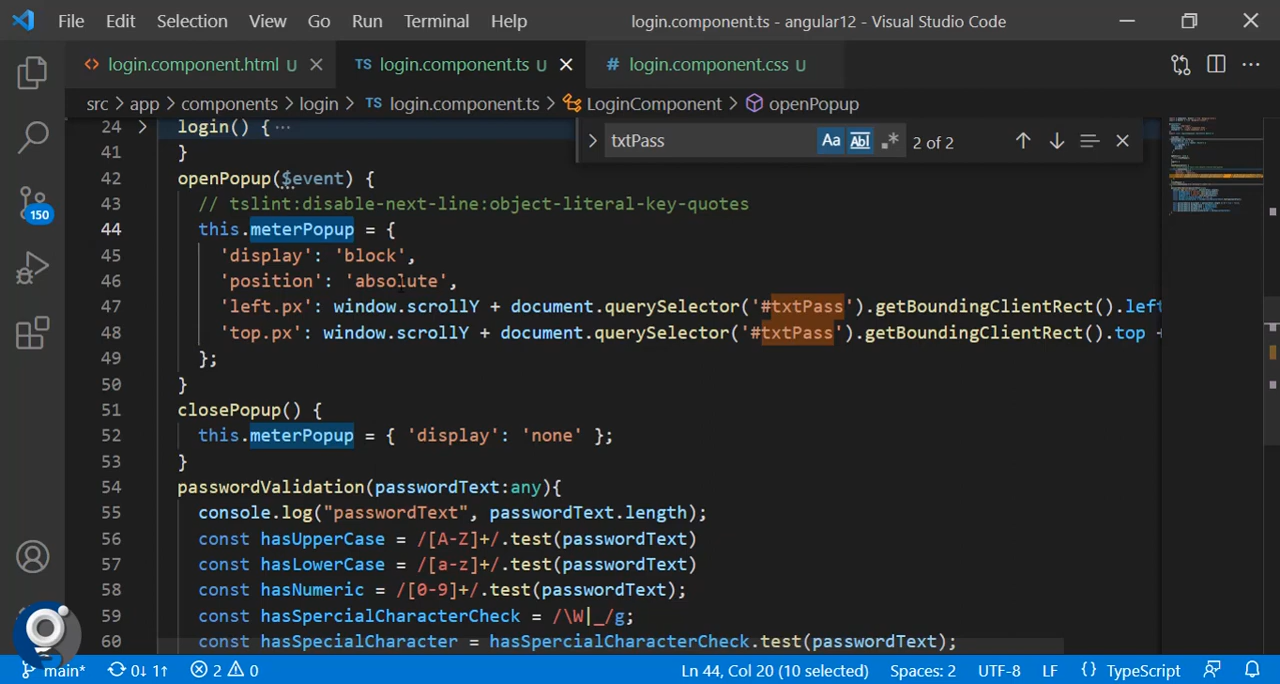 File Edit Selection View Go Run Terminal Help login.component.ts - angular12 - Visual Studio Code
<> login.component.html U TS login.component.ts U # login.component.css U
src > app > components > login > TS login.component.ts > LoginComponent > openPopup
txtPass Aa Abl .* 2 of 2
24 login() { ⋯
41 }
42 openPopup($event) {
43 // tslint:disable-next-line:object-literal-key-quotes
44 this.meterPopup = {
45 'display': 'block',
46 'position': 'absolute',
47 'left.px': window.scrollY + document.querySelector('#txtPass').getBoundingClientRect().left
48 'top.px': window.scrollY + document.querySelector('#txtPass').getBoundingClientRect().top +
49 };
50 }
51 closePopup() {
52 this.meterPopup = { 'display': 'none' };
53 }
54 passwordValidation(passwordText:any){
55 console.log("passwordText", passwordText.length);
56 const hasUpperCase = /[A-Z]+/.test(passwordText)
57 const hasLowerCase = /[a-z]+/.test(passwordText)
58 const hasNumeric = /[0-9]+/.test(passwordText);
59 const hasSpercialCharacterCheck = /\W|_/g;
60 const hasSpecialCharacter = hasSpercialCharacterCheck.test(passwordText);
150
main* 0↓ 1↑ 2 0 Ln 44, Col 20 (10 selected) Spaces: 2 UTF-8 LF {} TypeScript